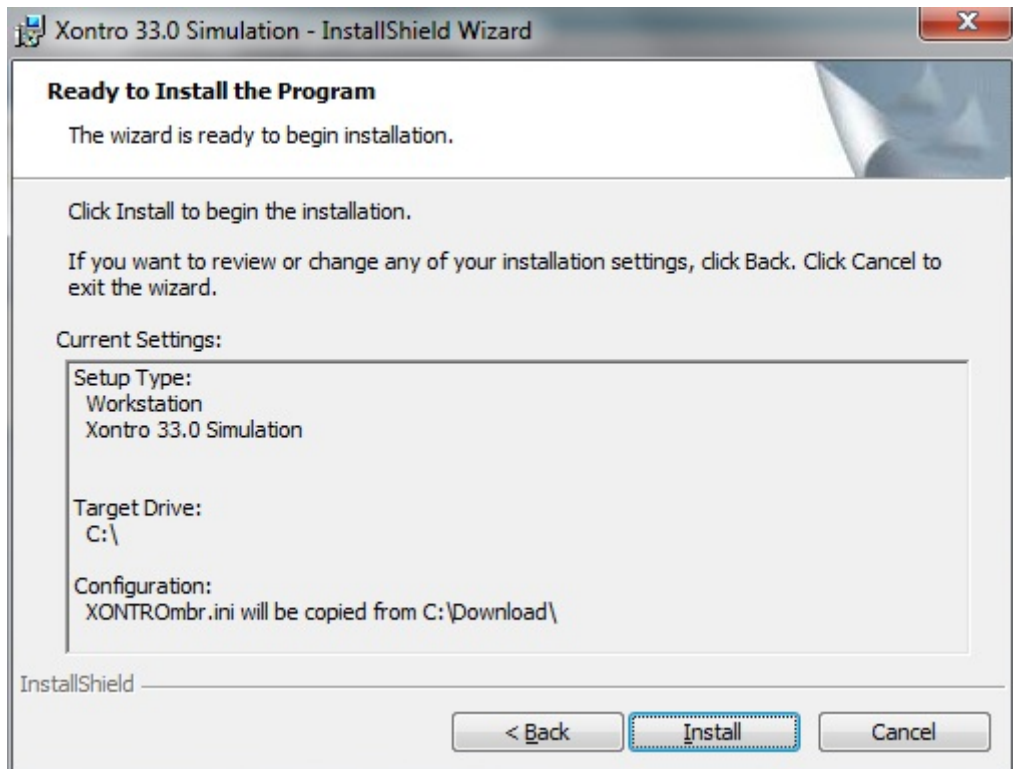 Xontro 33.0 Simulation - InstallShield Wizard
Ready to Install the Program
The wizard is ready to begin installation.
Click Install to begin the installation.
If you want to review or change any of your installation settings, click Back. Click Cancel to
exit the wizard.
Current Settings:
Setup Type:
Workstation
Xontro 33.0 Simulation
Target Drive:
C:\
Configuration:
XONTROmbr.ini will be copied from C:\Download\
InstallShield
< Back
Install
Cancel